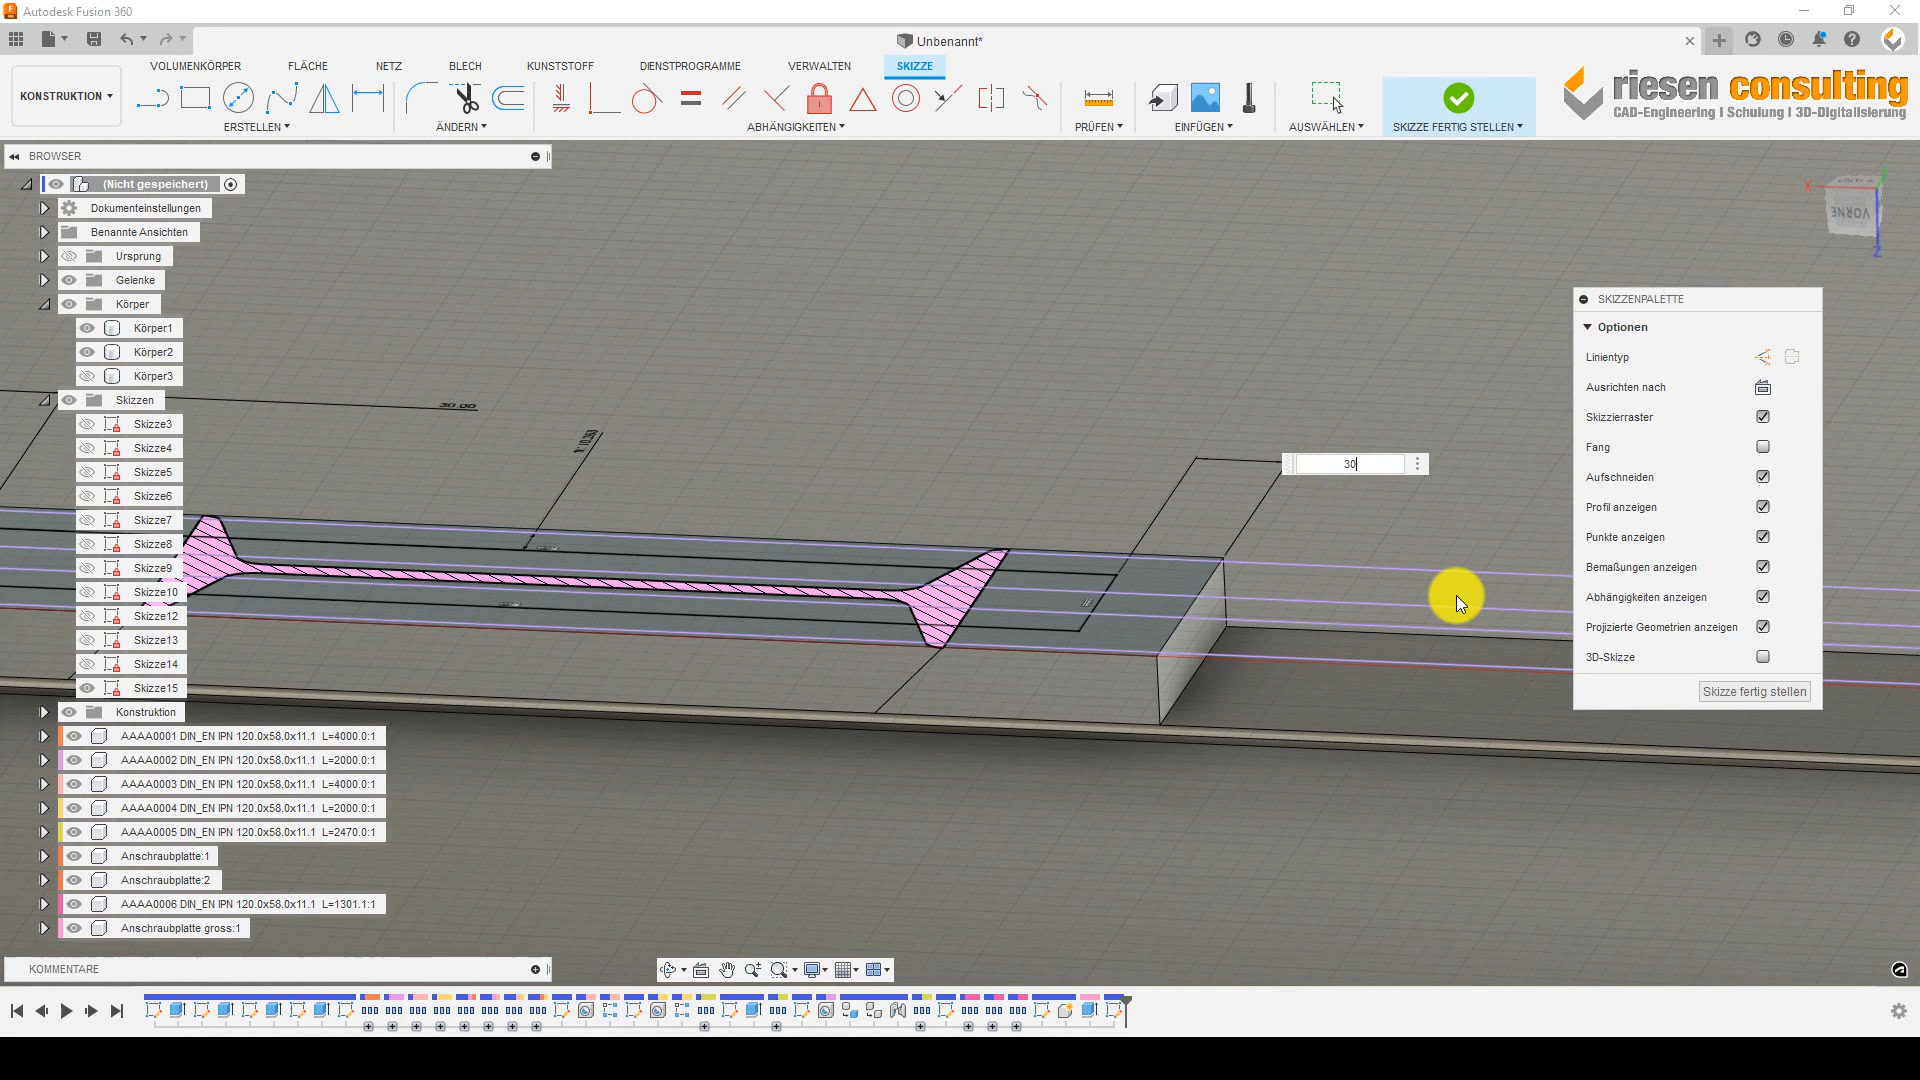 Autodesk Fusion 360
Unbenannt*
VOLUMENKÖRPER FLÄCHE NETZ BLECH KUNSTSTOFF DIENSTPROGRAMME VERWALTEN SKIZZE
KONSTRUKTION
ERSTELLEN ÄNDERN ABHÄNGIGKEITEN PRÜFEN EINFÜGEN AUSWÄHLEN SKIZZE FERTIG STELLEN
riesen consulting
CAD-Engineering I Schulung I 3D-Digitalisierung
BROWSER
(Nicht gespeichert)
Dokumenteinstellungen
Benannte Ansichten
Ursprung
Gelenke
Körper
Körper1
Körper2
Körper3
Skizzen
Skizze3
Skizze4
Skizze5
Skizze6
Skizze7
Skizze8
Skizze9
Skizze10
Skizze12
Skizze13
Skizze14
Skizze15
Konstruktion
AAAA0001 DIN_EN IPN 120.0x58.0x11.1 L=4000.0:1
AAAA0002 DIN_EN IPN 120.0x58.0x11.1 L=2000.0:1
AAAA0003 DIN_EN IPN 120.0x58.0x11.1 L=4000.0:1
AAAA0004 DIN_EN IPN 120.0x58.0x11.1 L=2000.0:1
AAAA0005 DIN_EN IPN 120.0x58.0x11.1 L=2470.0:1
Anschraubplatte:1
Anschraubplatte:2
AAAA0006 DIN_EN IPN 120.0x58.0x11.1 L=1301.1:1
Anschraubplatte gross:1
30.00
30
X
Z
VORNE
SKIZZENPALETTE
Optionen
Linientyp
Ausrichten nach
Skizzierraster
Fang
Aufschneiden
Profil anzeigen
Punkte anzeigen
Bemaßungen anzeigen
Abhängigkeiten anzeigen
Projizierte Geometrien anzeigen
3D-Skizze
Skizze fertig stellen
KOMMENTARE